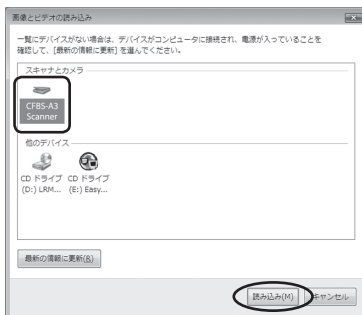 画像とビデオの読み込み
一覧にデバイスがない場合は、デバイスがコンピュータに接続され、電源が入っていることを
確認して、[最新の情報に更新] を選んでください。
スキャナとカメラ
CFBS-A3
Scanner
他のデバイス
CD ドライブ CD ドライブ
(D:) LRM... (E:) Easy...
最新の情報に更新(R)
読み込み(M) キャンセル